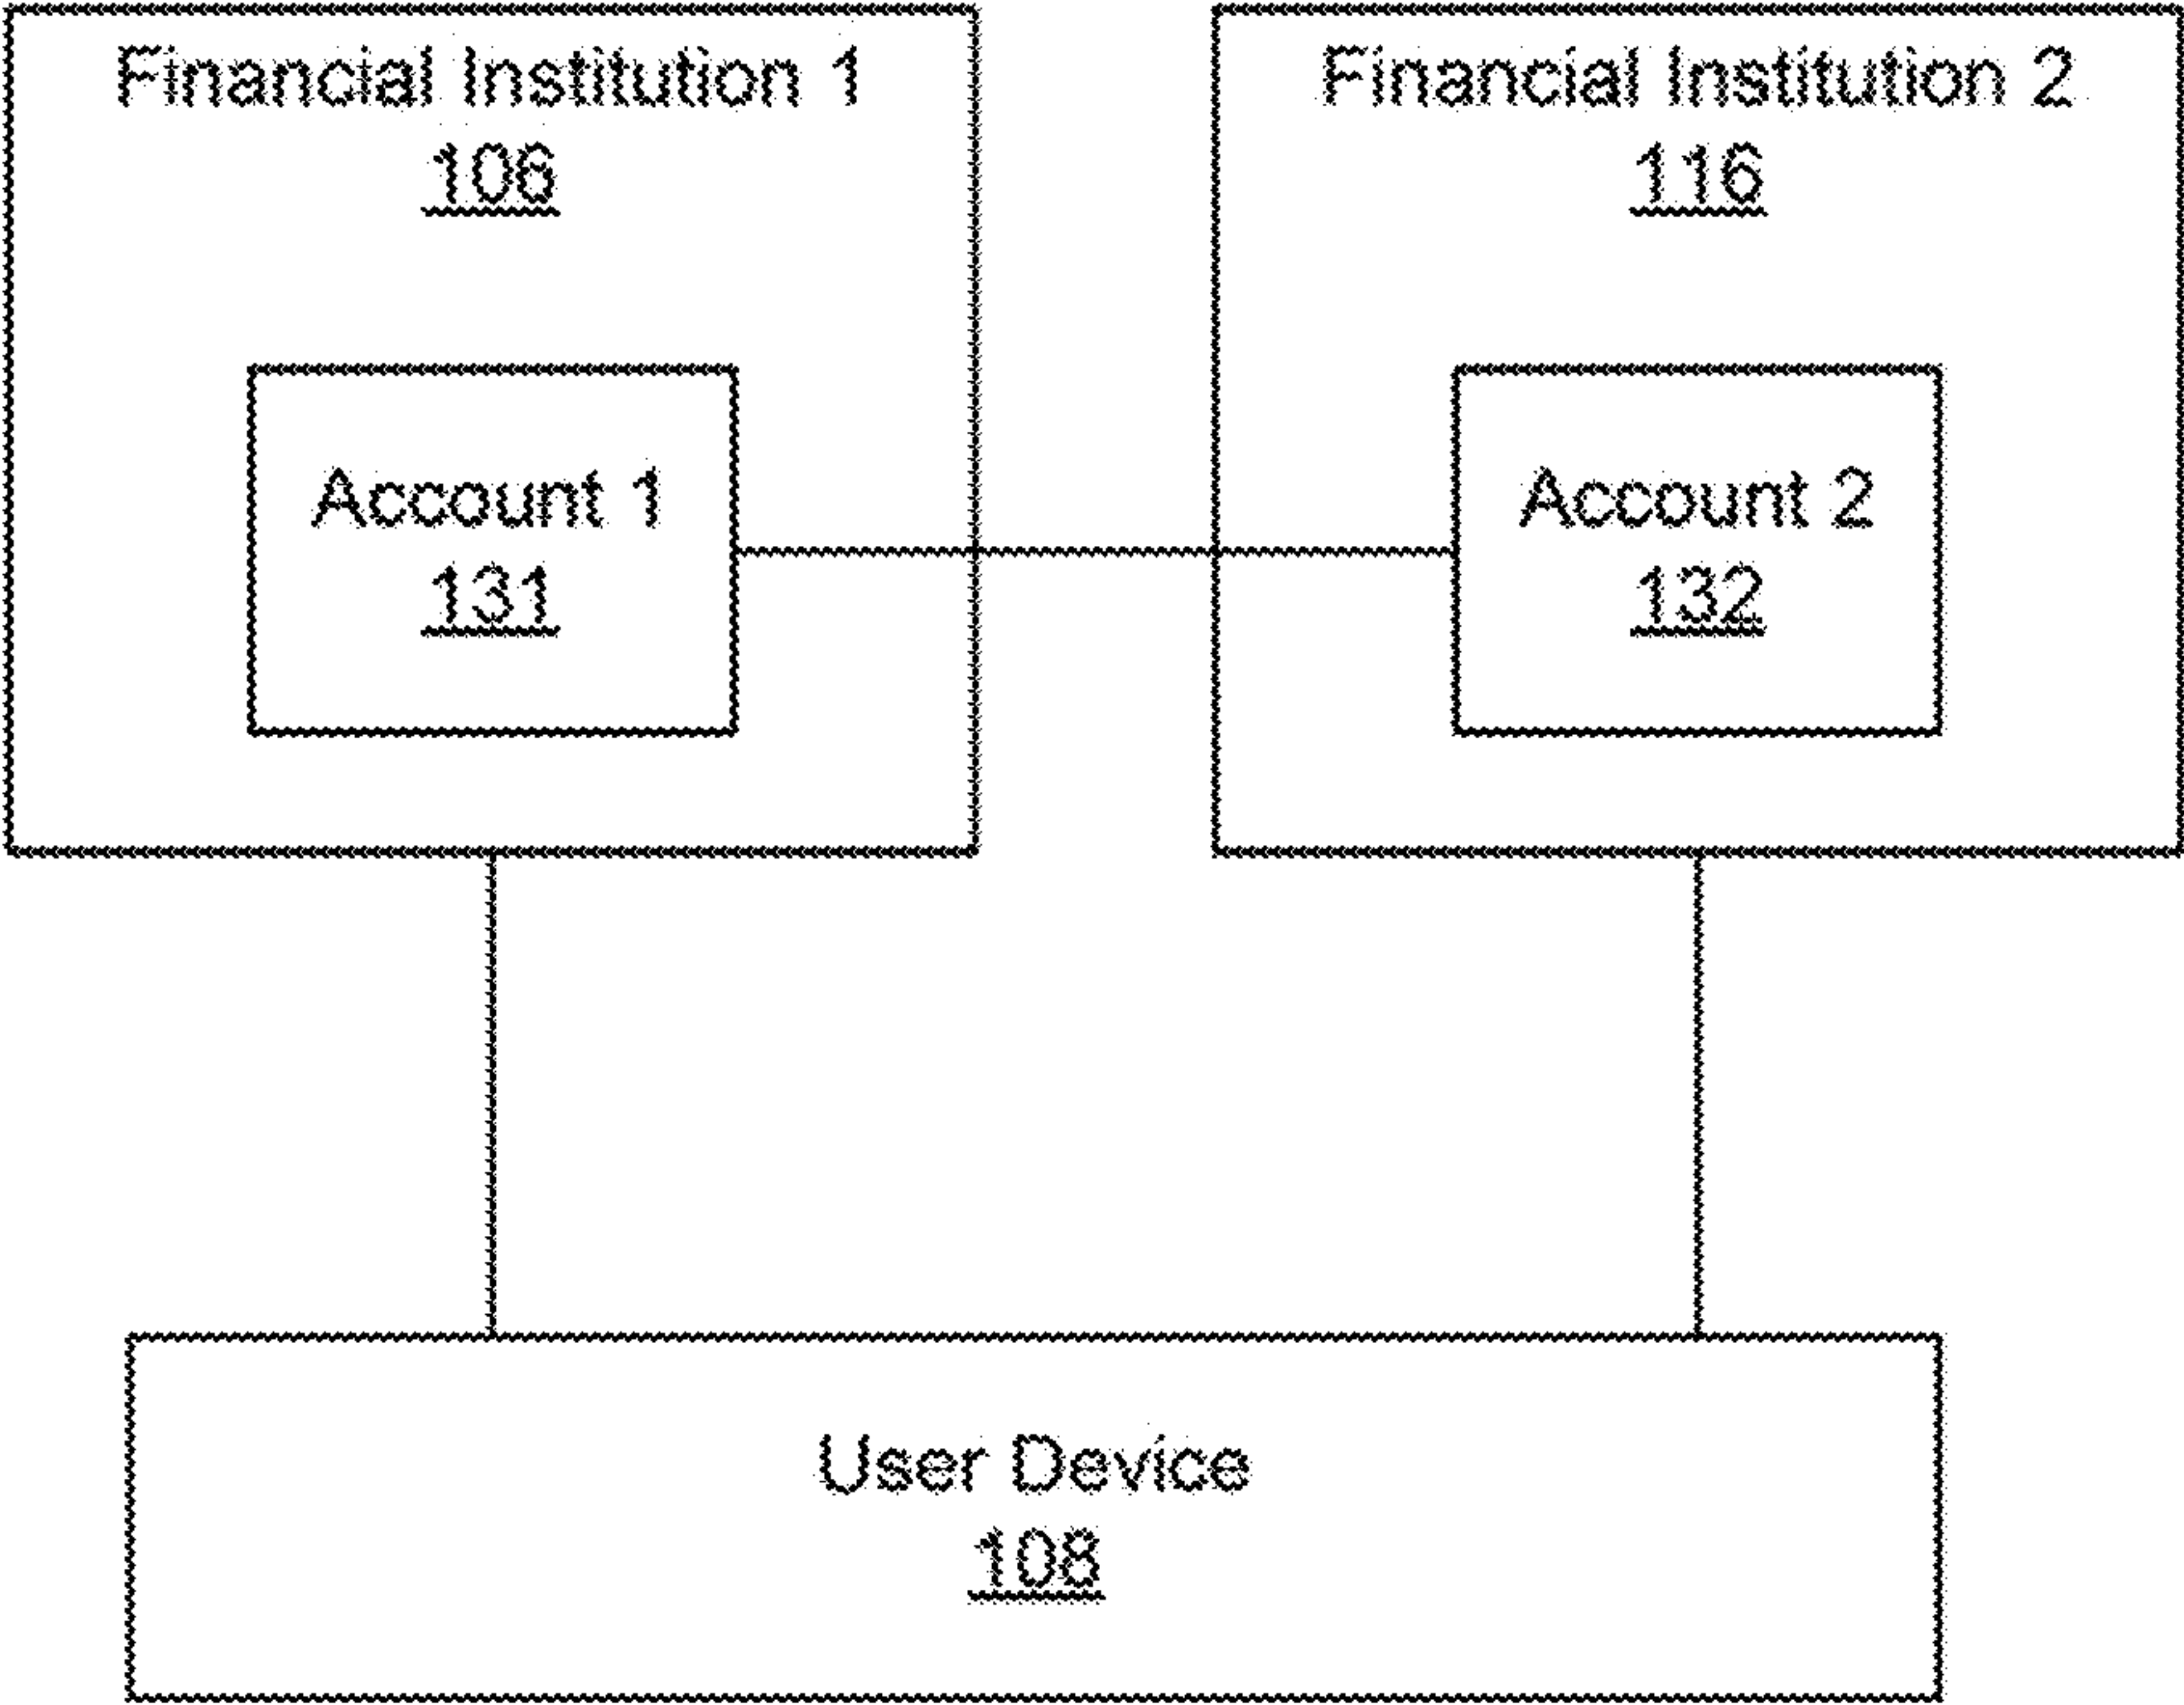 Financial Institution 1
106
Financial Institution 2
116
Account 1
131
Account 2
132
User Device
108